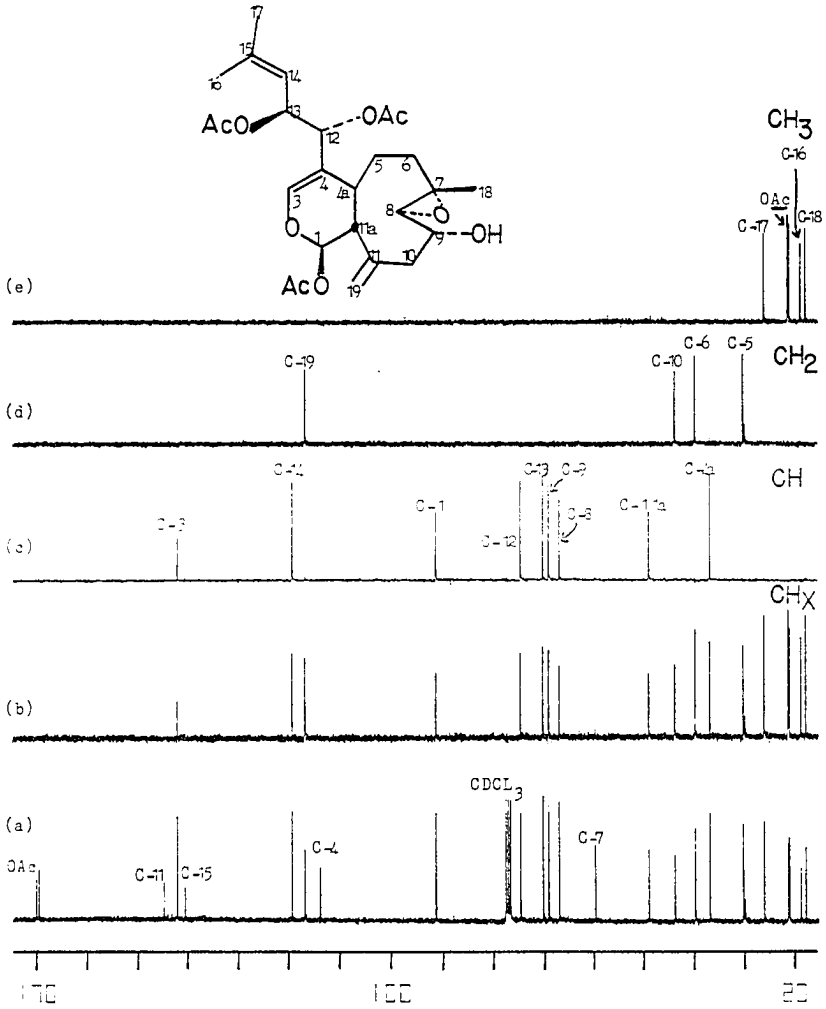 17
15
14
16
13
AcO
OAc
12
CH3
C-16
5
6
OAc
4
4a
7
18
C-17
C-18
3
8
O
O
11a
9
OH
1
11
10
AcO
19
(e)
C-19
C-10
C-6
C-5
CH2
(d)
C-3
C-14
C-1
C-12
C-13
C-9
C-8
C-11a
C-4a
CH
(c)
CHX
(b)
CDCL3
(a)
OAc
C-11
C-15
C-4
C-7
170
100
20